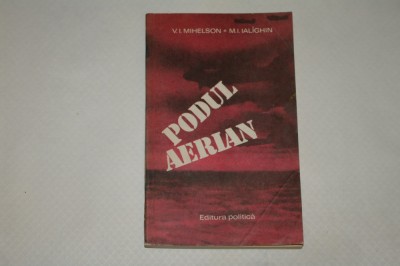 V.I. MIHELSON • M.I. IALÎGHIN
PODUL
AERIAN
Editura politică